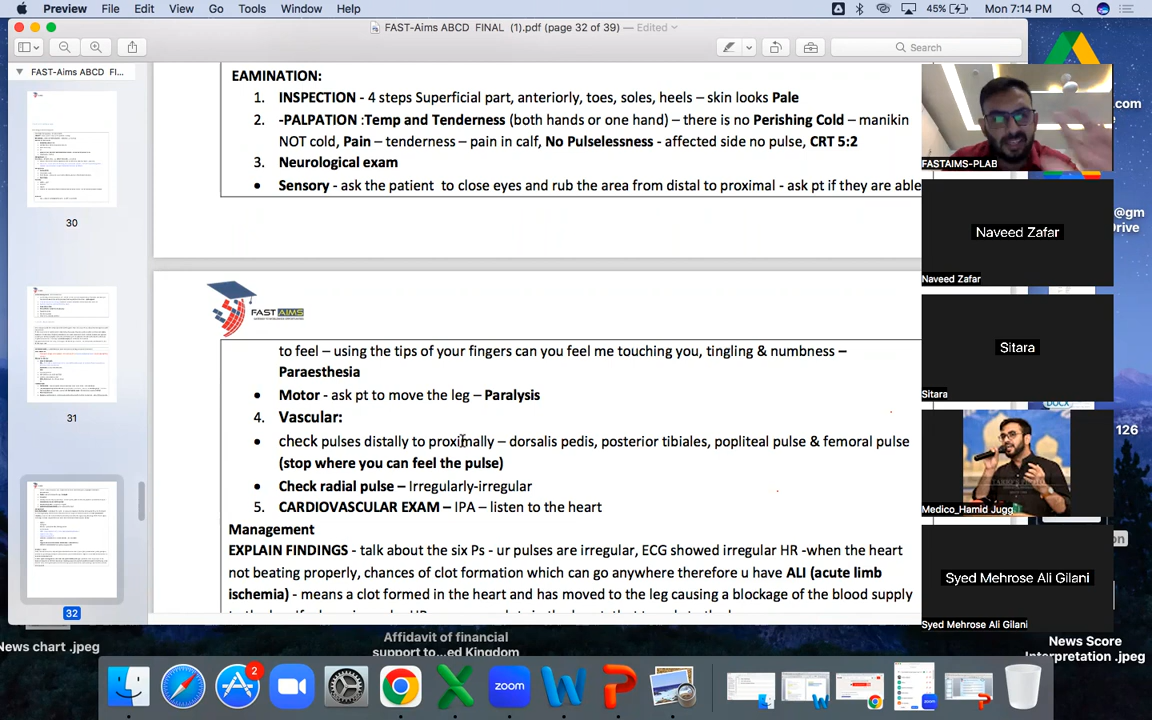 Preview File Edit View Go Tools Window Help
45% Mon 7:14 PM
FAST-Aims ABCD FINAL (1).pdf (page 32 of 39) — Edited
Search
FAST-Aims ABCD FI...
30
31
32
EAMINATION:
1. INSPECTION - 4 steps Superficial part, anteriorly, toes, soles, heels – skin looks Pale
2. -PALPATION :Temp and Tenderness (both hands or one hand) – there is no Perishing Cold – manikin
NOT cold, Pain – tenderness – pain in calf, No Pulselessness - affected side no pulse, CRT 5:2
3. Neurological exam
• Sensory - ask the patient to close eyes and rub the area from distal to proximal - ask pt if they are able
FAST AIMS
to feel – using the tips of your fingers can you feel me touching you, tingling & numbness –
Paraesthesia
• Motor - ask pt to move the leg – Paralysis
4. Vascular:
• check pulses distally to proximally – dorsalis pedis, posterior tibiales, popliteal pulse & femoral pulse
(stop where you can feel the pulse)
• Check radial pulse – Irregularly-irregular
5. CARDIOVASCULAR EXAM – IPA – listen to the heart
Management
EXPLAIN FINDINGS - talk about the six Ps - ur pulses are irregular, ECG showed irregular HR -when the heart
not beating properly, chances of clot formation which can go anywhere therefore u have ALI (acute limb
ischemia) - means a clot formed in the heart and has moved to the leg causing a blockage of the blood supply
FASTAIMS-PLAB
Naveed Zafar
Naveed Zafar
Sitara
Sitara
Medico_Hamid Jugg
Syed Mehrose Ali Gilani
Syed Mehrose Ali Gilani
.com
@gm
Drive
126
on
News chart .jpeg
Affidavit of financial
support to...ed Kingdom
News Score
Interpretation .jpeg
2
zoom